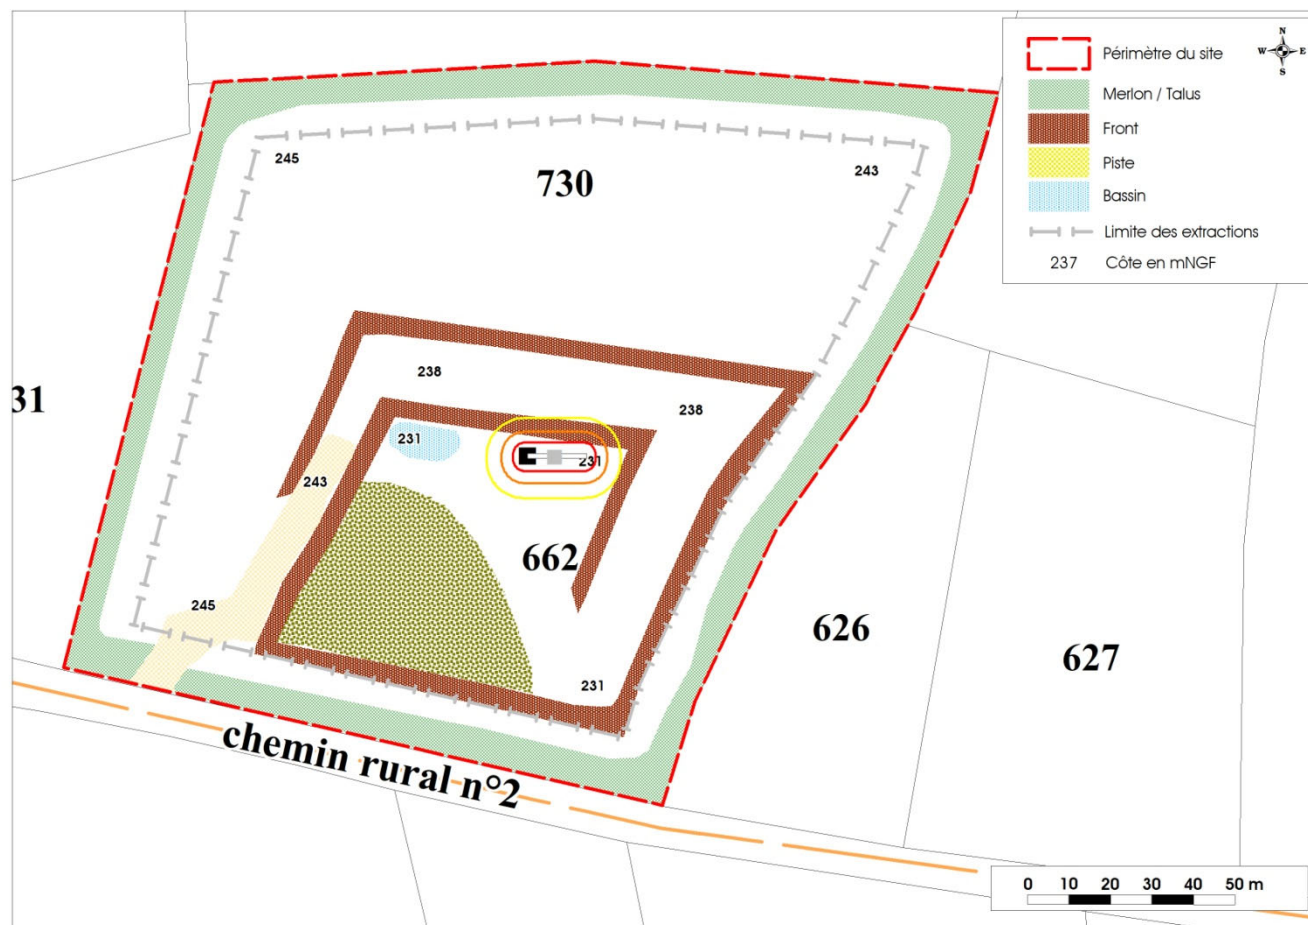 N
W E
S
Périmètre du site
Merlon / Talus
Front
Piste
Bassin
Limite des extractions
237 Côte en mNGF
245
730
243
31
238
238
231
231
243
662
245
626
627
231
chemin rural n°2
0 10 20 30 40 50 m